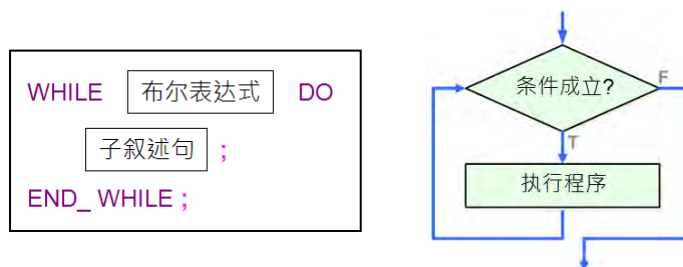 WHILE 布尔表达式 DO
子叙述句 ;
END_ WHILE ;
条件成立?
F
T
执行程序